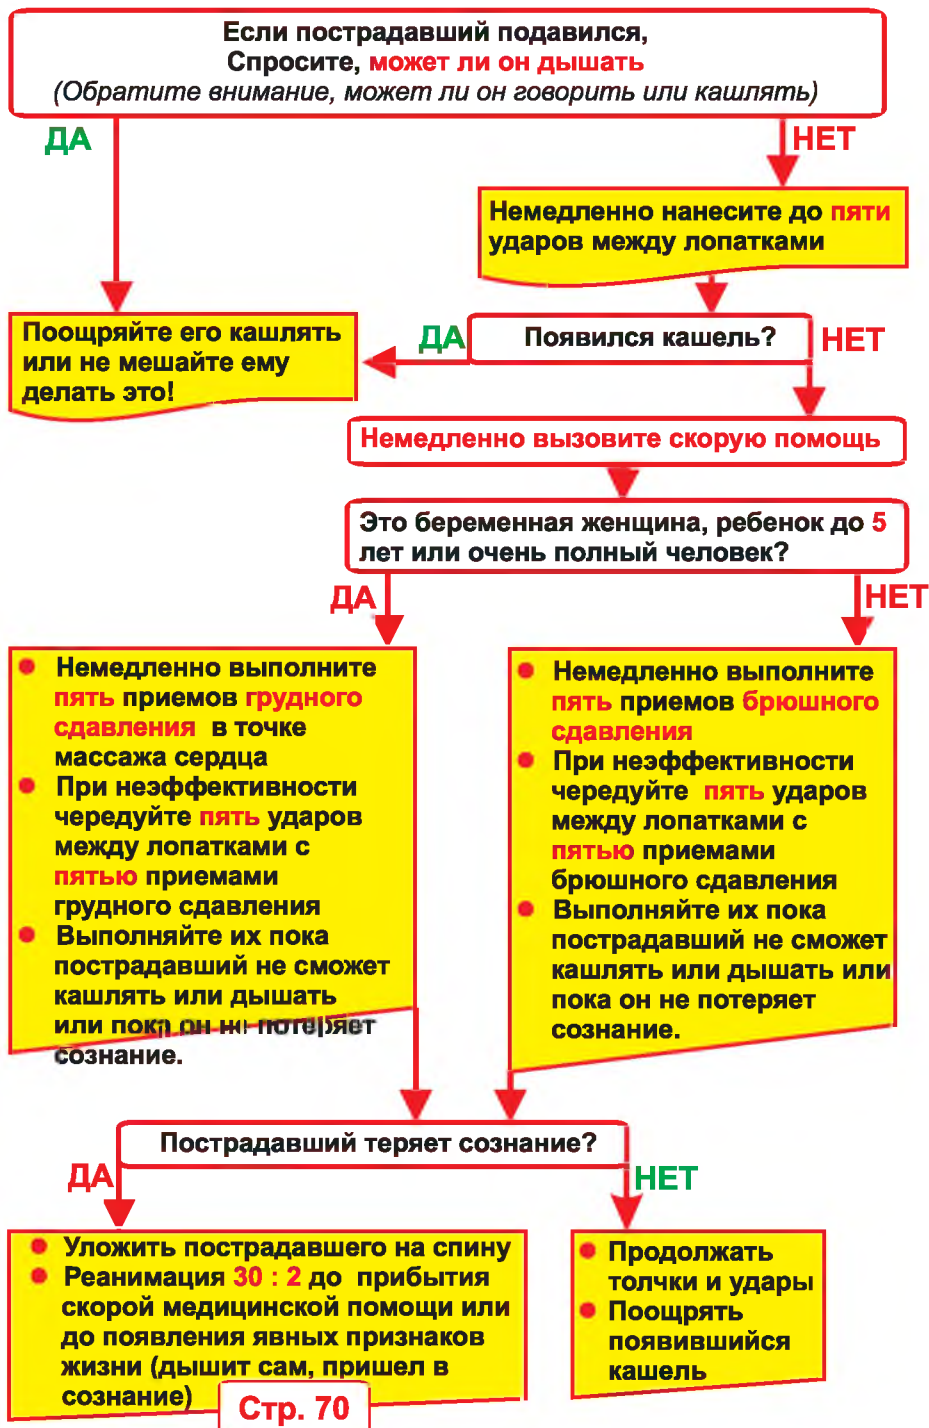 Если пострадавший подавился,
Спросите, может ли он дышать
(Обратите внимание, может ли он говорить или кашлять)
ДА
НЕТ
Немедленно нанесите до пяти
ударов между лопатками
Поощряйте его кашлять
или не мешайте ему
делать это!
ДА
Появился кашель?
НЕТ
Немедленно вызовите скорую помощь
Это беременная женщина, ребенок до 5
лет или очень полный человек?
ДА
НЕТ
Немедленно выполните
пять приемов грудного
сдавления в точке
массажа сердца
При неэффективности
чередуйте пять ударов
между лопатками с
пятью приемами
грудного сдавления
Выполняйте их пока
пострадавший не сможет
кашлять или дышать
или пока он не потеряет
сознание.
Немедленно выполните
пять приемов брюшного
сдавления
При неэффективности
чередуйте пять ударов
между лопатками с
пятью приемами
брюшного сдавления
Выполняйте их пока
пострадавший не сможет
кашлять или дышать или
пока он не потеряет
сознание.
Пострадавший теряет сознание?
ДА
НЕТ
Уложить пострадавшего на спину
Реанимация 30 : 2 до прибытия
скорой медицинской помощи или
до появления явных признаков
жизни (дышит сам, пришел в
сознание)
Продолжать
толчки и удары
Поощрять
появившийся
кашель
Стр. 70